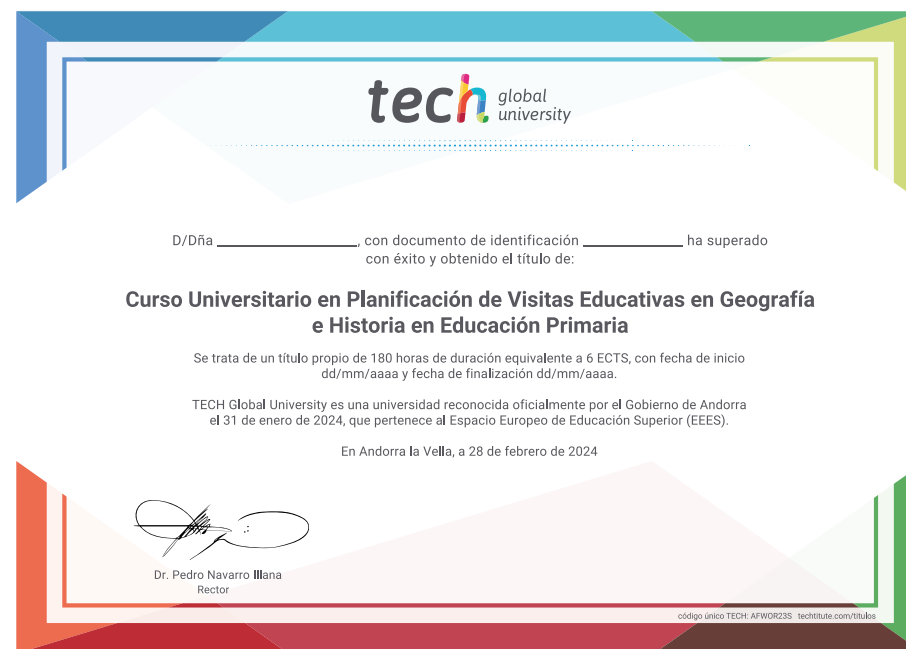 tech global
university
D/Dña ____________, con documento de identificación ____________ ha superado
con éxito y obtenido el título de:
Curso Universitario en Planificación de Visitas Educativas en Geografía
e Historia en Educación Primaria
Se trata de un título propio de 180 horas de duración equivalente a 6 ECTS, con fecha de inicio
dd/mm/aaaa y fecha de finalización dd/mm/aaaa.
TECH Global University es una universidad reconocida oficialmente por el Gobierno de Andorra
el 31 de enero de 2024, que pertenece al Espacio Europeo de Educación Superior (EEES).
En Andorra la Vella, a 28 de febrero de 2024
Dr. Pedro Navarro Illana
Rector
código único TECH: AFWOR23S techtitute.com/titulos